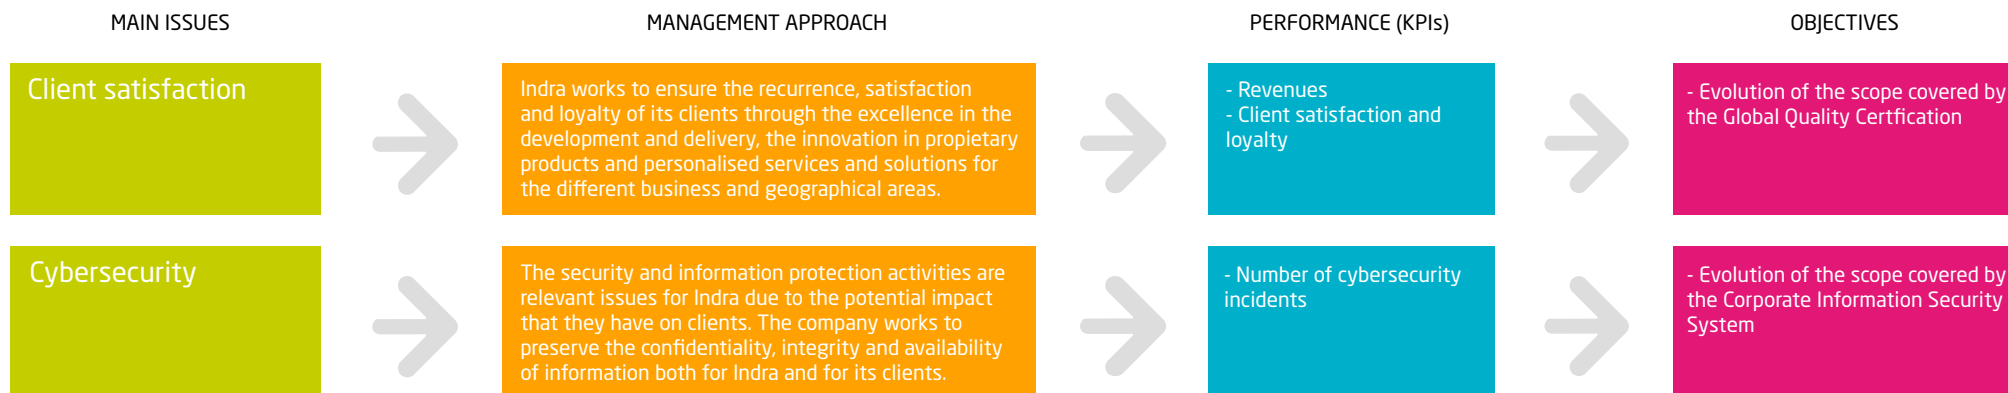 MAIN ISSUES
MANAGEMENT APPROACH
PERFORMANCE (KPIs)
OBJECTIVES
Client satisfaction
Indra works to ensure the recurrence, satisfaction
and loyalty of its clients through the excellence in the
development and delivery, the innovation in propietary
products and personalised services and solutions for
the different business and geographical areas.
- Revenues
- Client satisfaction and
loyalty
- Evolution of the scope covered by
the Global Quality Certfication
Cybersecurity
The security and information protection activities are
relevant issues for Indra due to the potential impact
that they have on clients. The company works to
preserve the confidentiality, integrity and availability
of information both for Indra and for its clients.
- Number of cybersecurity
incidents
- Evolution of the scope covered by
the Corporate Information Security
System